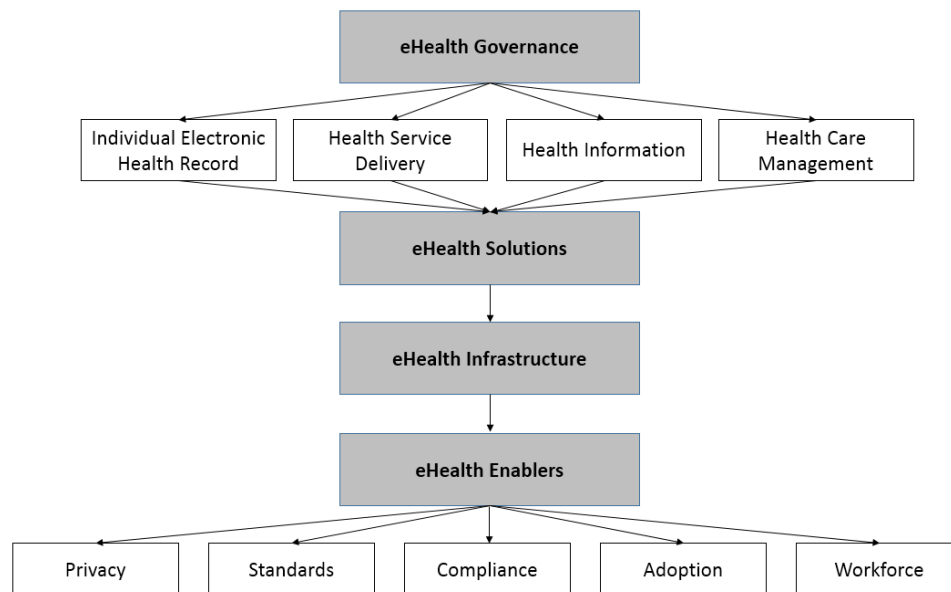 eHealth Governance
Individual Electronic
Health Record
Health Service
Delivery
Health Information
Health Care
Management
eHealth Solutions
eHealth Infrastructure
eHealth Enablers
Privacy
Standards
Compliance
Adoption
Workforce